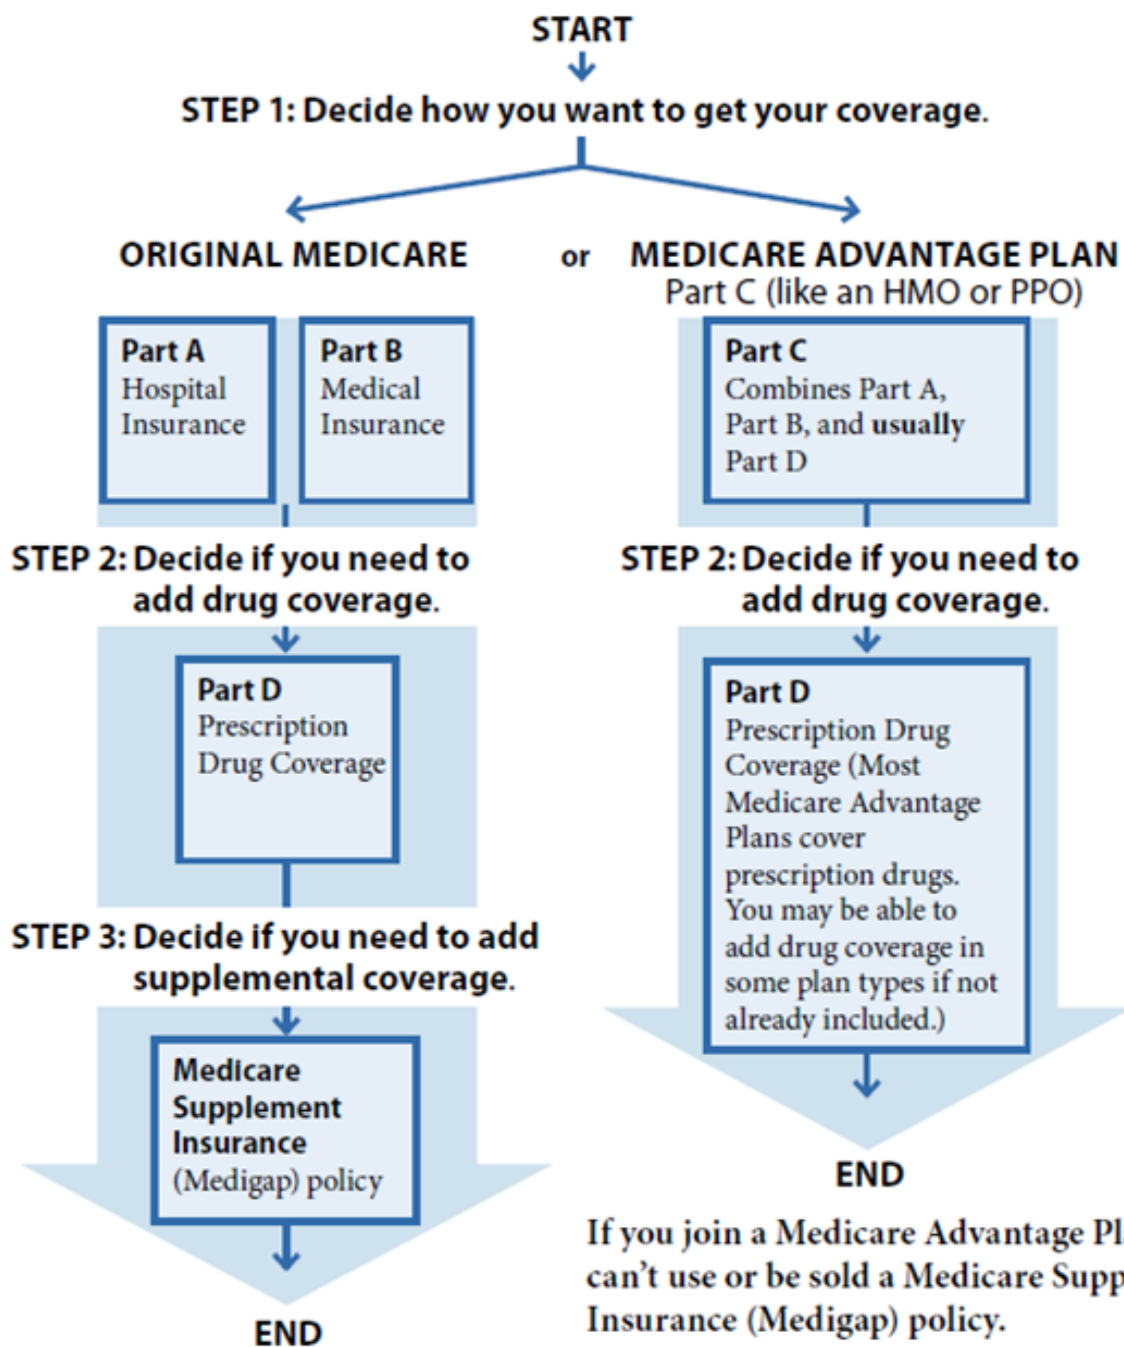 START
STEP 1: Decide how you want to get your coverage.
ORIGINAL MEDICARE
or
MEDICARE ADVANTAGE PLAN
Part C (like an HMO or PPO)
Part A
Hospital
Insurance
Part B
Medical
Insurance
Part C
Combines Part A,
Part B, and usually
Part D
STEP 2: Decide if you need to
add drug coverage.
Part D
Prescription
Drug Coverage
STEP 3: Decide if you need to add
supplemental coverage.
Medicare
Supplement
Insurance
(Medigap) policy
END
STEP 2: Decide if you need to
add drug coverage.
Part D
Prescription Drug
Coverage (Most
Medicare Advantage
Plans cover
prescription drugs.
You may be able to
add drug coverage in
some plan types if not
already included.)
END
If you join a Medicare Advantage
can't use or be sold a Medicare
Insurance (Medigap) policy.